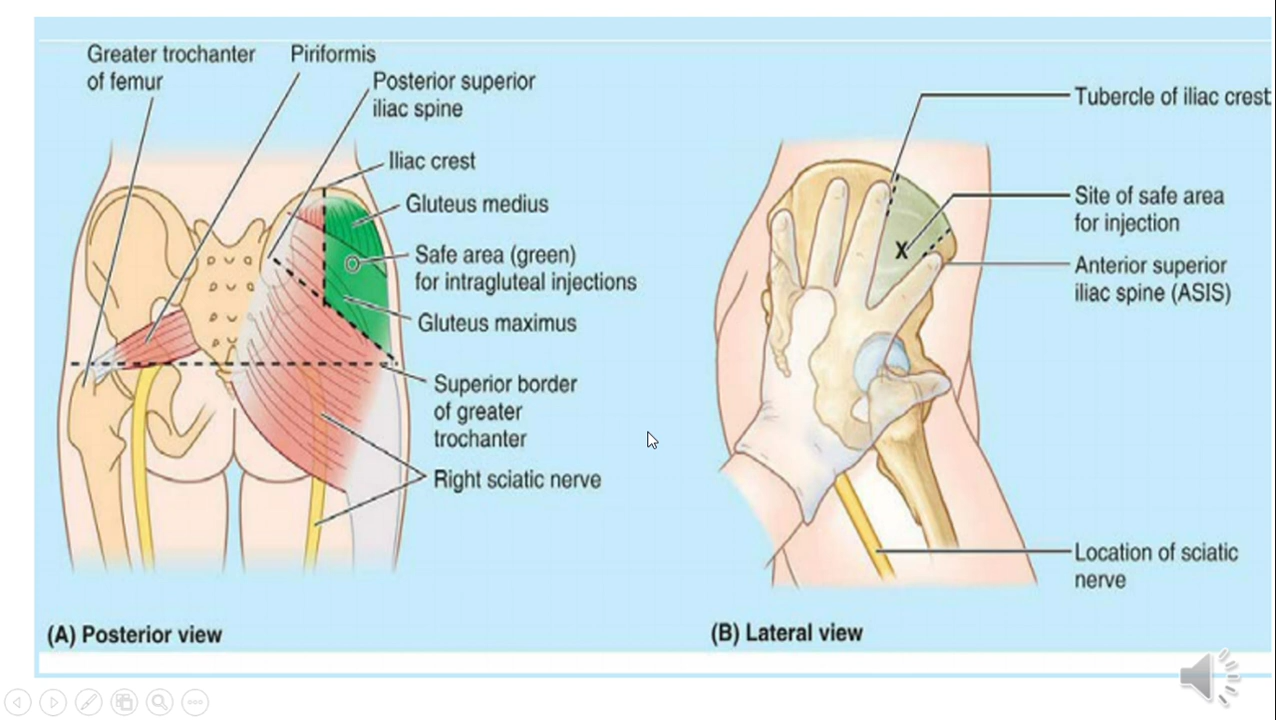 Greater trochanter
of femur
Piriformis
Posterior superior
iliac spine
Iliac crest
Gluteus medius
Safe area (green)
for intragluteal injections
Gluteus maximus
Superior border
of greater
trochanter
Right sciatic nerve
(A) Posterior view
Tubercle of iliac crest
Site of safe area
for injection
X
Anterior superior
iliac spine (ASIS)
Location of sciatic
nerve
(B) Lateral view